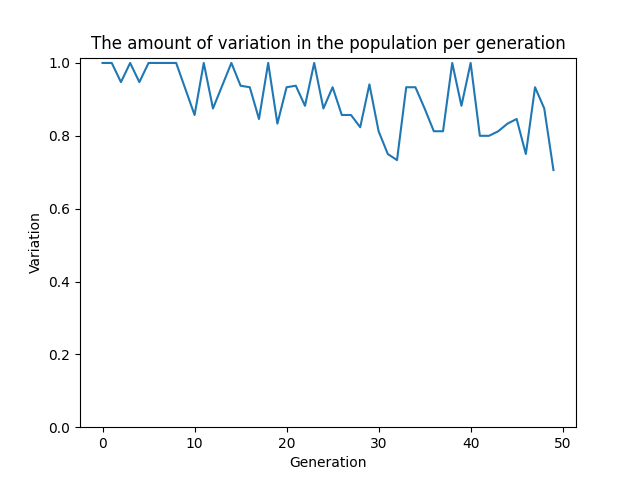 The amount of variation in the population per generation
1.0
0.8
0.6
0.4
0.2
0.0
Variation
0 10 20 30 40 50
Generation